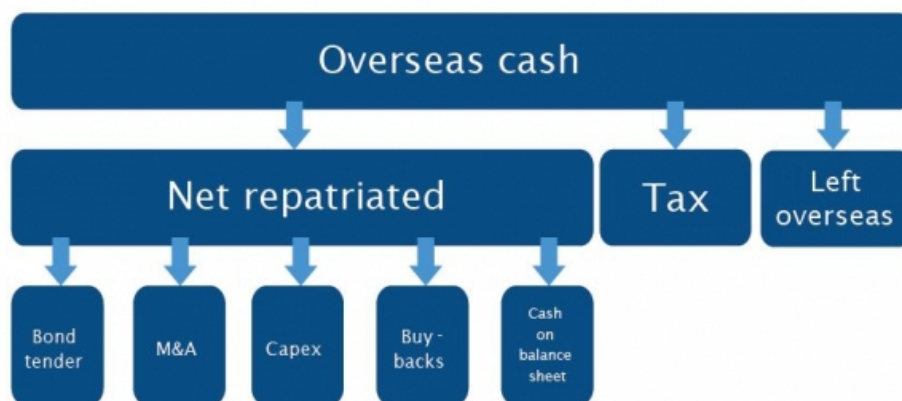 Overseas cash
Net repatriated
Tax
Left
overseas
Bond
tender
M&A
Capex
Buy-
backs
Cash
on
balance
sheet